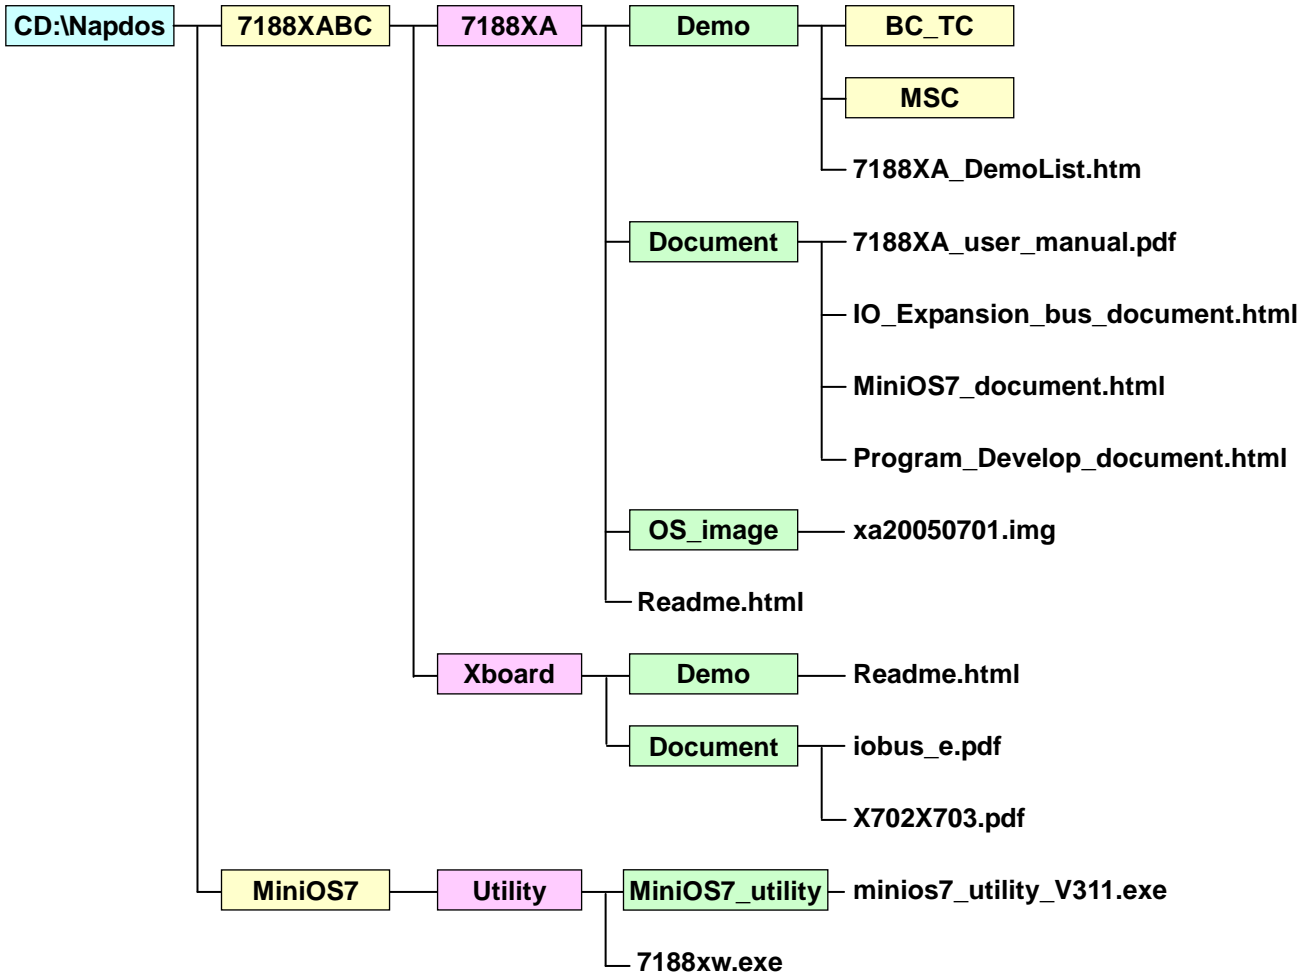 CD:\Napdos 7188XABC 7188XA Demo BC_TC
MSC
7188XA_DemoList.htm
Document 7188XA_user_manual.pdf
IO_Expansion_bus_document.html
MiniOS7_document.html
Program_Develop_document.html
OS_image xa20050701.img
Readme.html
Xboard Demo Readme.html
Document iobus_e.pdf
X702X703.pdf
MiniOS7 Utility MiniOS7_utility minios7_utility_V311.exe
7188xw.exe